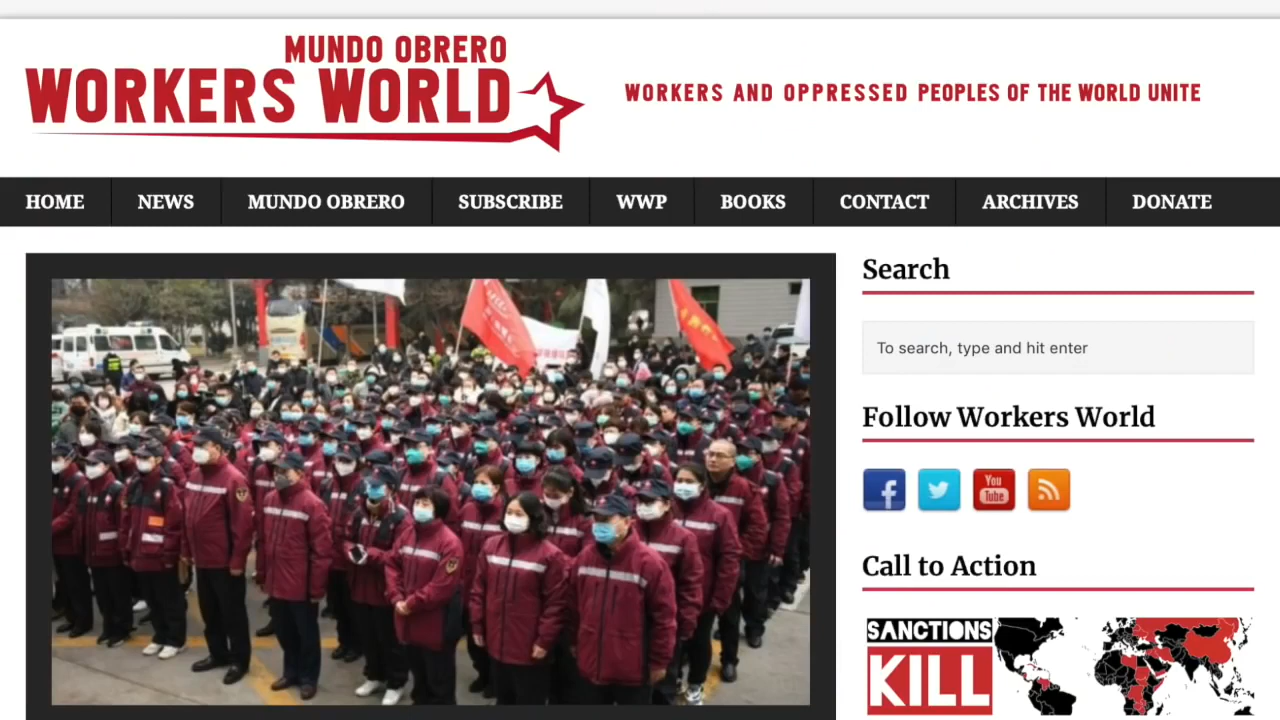 MUNDO OBRERO
WORKERS WORLD
WORKERS AND OPPRESSED PEOPLES OF THE WORLD UNITE
HOME NEWS MUNDO OBRERO SUBSCRIBE WWP BOOKS CONTACT ARCHIVES DONATE
Search
To search, type and hit enter
Follow Workers World
You
Tube
Call to Action
SANCTIONS
KILL